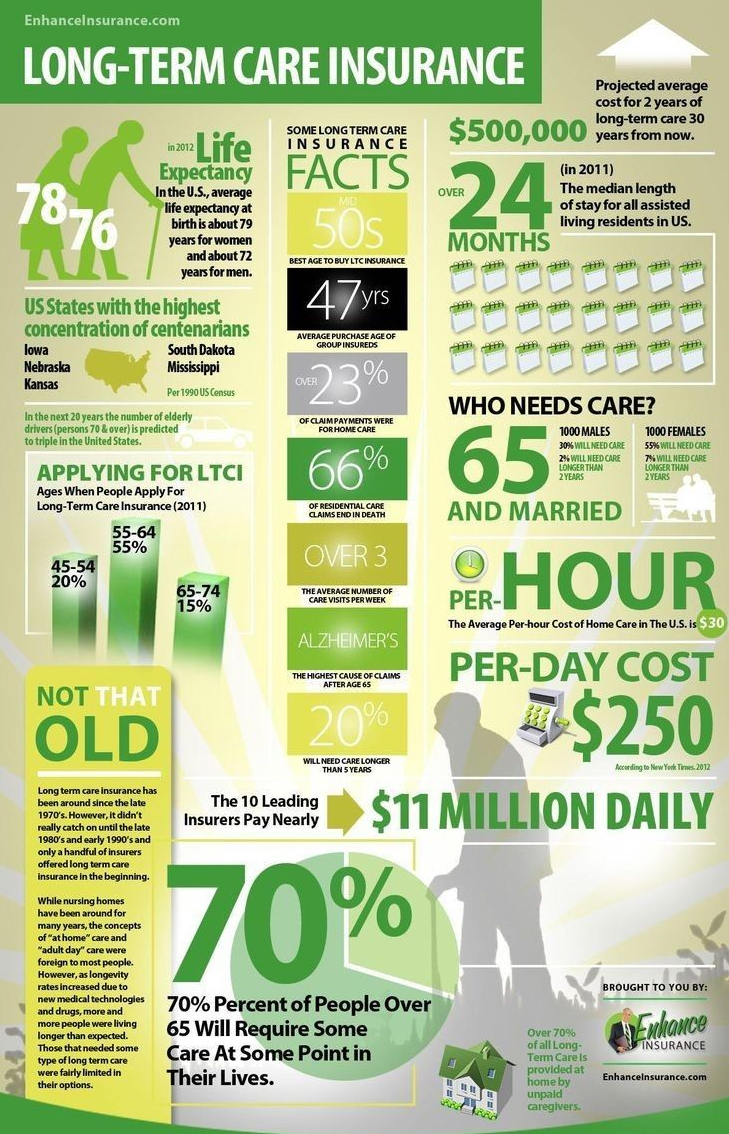 EnhanceInsurance.com
LONG-TERM CARE INSURANCE
78
76
in 2012 Life
Expectancy
In the U.S., average
life expectancy at
birth is about 79
years for women
and about 72
years for men.
US States with the highest
concentration of centenarians
Iowa
Nebraska
Kansas
South Dakota
Mississippi
Per 1990 US Census
In the next 20 years the number of elderly
drivers (persons 70 & over) is predicted
to triple in the United States.
APPLYING FOR LTCI
Ages When People Apply For
Long-Term Care Insurance (2011)
45-54
20%
55-64
55%
65-74
15%
NOT THAT
OLD
Long term care insurance has
been around since the late
1970's. However, it didn't
really catch on until the late
1980's and early 1990's and
only a handful of insurers
offered long term care
insurance in the beginning.
While nursing homes
have been around for
many years, the concepts
of "at home" care and
"adult day" care were
foreign to most people.
However, as longevity
rates increased due to
new medical technologies
and drugs, more and
more people were living
longer than expected.
Those that needed some
type of long term care
were fairly limited in
their options.
SOME LONG TERM CARE
INSURANCE
FACTS
MID
50s
BEST AGE TO BUY LTC INSURANCE
47 yrs
AVERAGE PURCHASE AGE OF
GROUP INSUREDS
OVER 23%
OF CLAIM PAYMENTS WERE
FOR HOME CARE
66%
OF RESIDENTIAL CARE
CLAIMS END IN DEATH
OVER 3
THE AVERAGE NUMBER OF
CARE VISITS PER WEEK
ALZHEIMER'S
THE HIGHEST CAUSE OF CLAIMS
AFTER AGE 65
20%
WILL NEED CARE LONGER
THAN 5 YEARS
$500,000
Projected average
cost for 2 years of
long-term care 30
years from now.
OVER 24
MONTHS
(in 2011)
The median length
of stay for all assisted
living residents in US.
WHO NEEDS CARE?
65
AND MARRIED
1000 MALES
30% WILL NEED CARE
2% WILL NEED CARE
LONGER THAN
2 YEARS
1000 FEMALES
55% WILL NEED CARE
7% WILL NEED CARE
LONGER THAN
2 YEARS
PER-HOUR
The Average Per-hour Cost of Home Care in The U.S. is $30
PER-DAY COST
$250
According to New York Times. 2012
The 10 Leading
Insurers Pay Nearly
$11 MILLION DAILY
70%
70% Percent of People Over
65 Will Require Some
Care At Some Point in
Their Lives.
Over 70%
of all Long-
Term Care is
provided at
home by
unpaid
caregivers.
BROUGHT TO YOU BY:
Enhance
INSURANCE
EnhanceInsurance.com